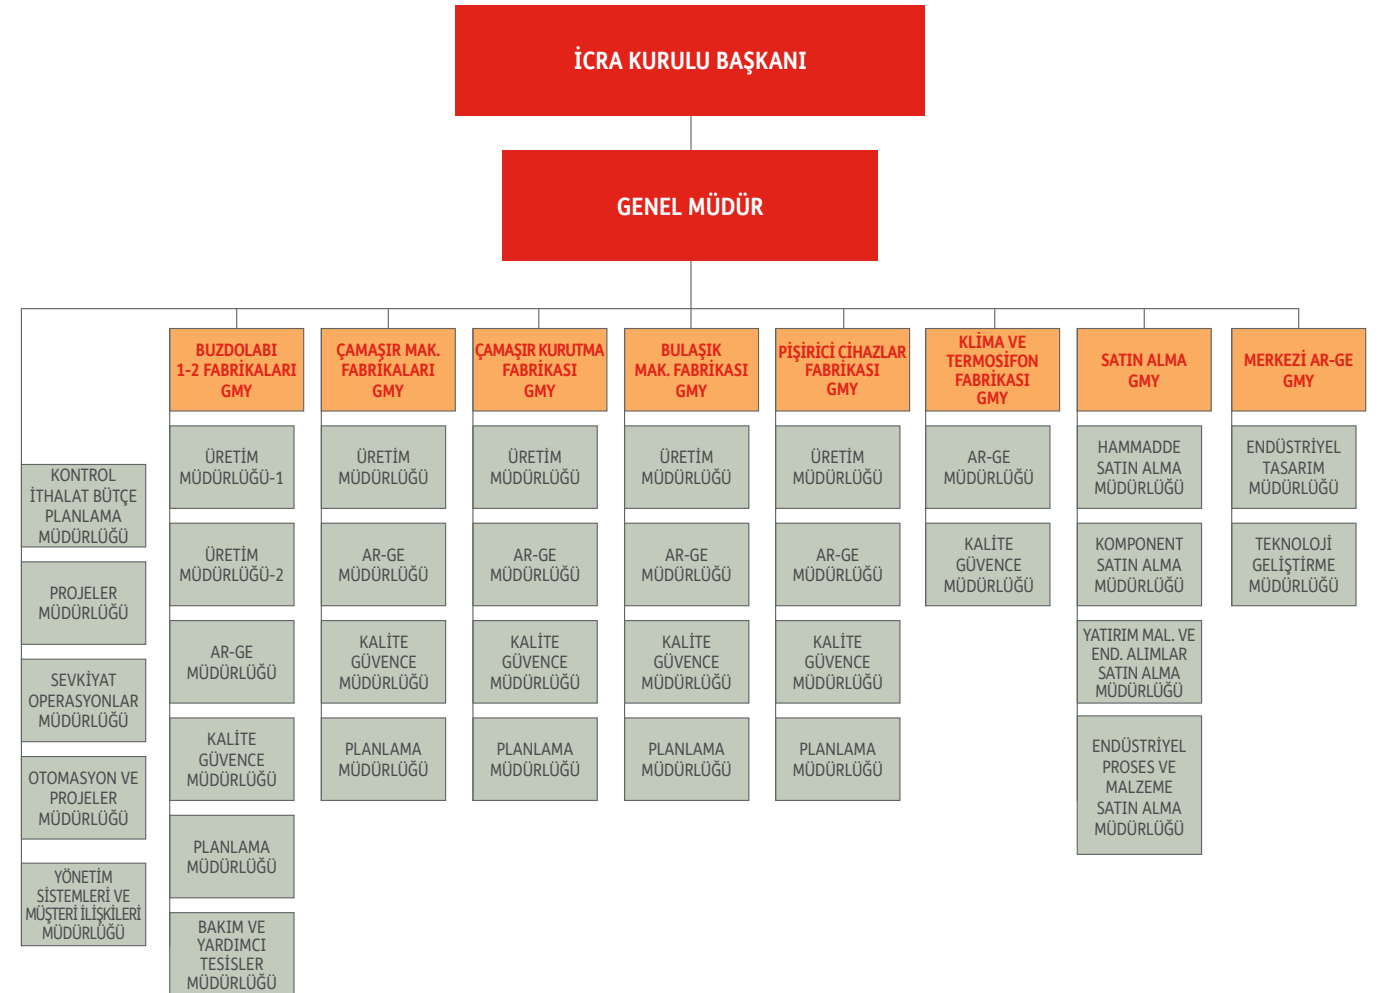 İCRA KURULU BAŞKANI
GENEL MÜDÜR
KONTROL
İTHALAT BÜTÇE
PLANLAMA
MÜDÜRLÜĞÜ
PROJELER
MÜDÜRLÜĞÜ
SEVKİYAT
OPERASYONLAR
MÜDÜRLÜĞÜ
OTOMASYON VE
PROJELER
MÜDÜRLÜĞÜ
YÖNETİM
SİSTEMLERİ VE
MÜŞTERİ İLİŞKİLERİ
MÜDÜRLÜĞÜ
BUZDOLABI
1-2 FABRİKALARI
GMY
ÜRETİM
MÜDÜRLÜĞÜ-1
ÜRETİM
MÜDÜRLÜĞÜ-2
AR-GE
MÜDÜRLÜĞÜ
KALİTE
GÜVENCE
MÜDÜRLÜĞÜ
PLANLAMA
MÜDÜRLÜĞÜ
BAKIM VE
YARDIMCI
TESİSLER
MÜDÜRLÜĞÜ
ÇAMAŞIR MAK.
FABRİKALARI
GMY
ÜRETİM
MÜDÜRLÜĞÜ
AR-GE
MÜDÜRLÜĞÜ
KALİTE
GÜVENCE
MÜDÜRLÜĞÜ
PLANLAMA
MÜDÜRLÜĞÜ
ÇAMAŞIR KURUTMA
FABRİKASI
GMY
ÜRETİM
MÜDÜRLÜĞÜ
AR-GE
MÜDÜRLÜĞÜ
KALİTE
GÜVENCE
MÜDÜRLÜĞÜ
PLANLAMA
MÜDÜRLÜĞÜ
BULAŞIK
MAK. FABRİKASI
GMY
ÜRETİM
MÜDÜRLÜĞÜ
AR-GE
MÜDÜRLÜĞÜ
KALİTE
GÜVENCE
MÜDÜRLÜĞÜ
PLANLAMA
MÜDÜRLÜĞÜ
PİŞİRİCİ CİHAZLAR
FABRİKASI
GMY
ÜRETİM
MÜDÜRLÜĞÜ
AR-GE
MÜDÜRLÜĞÜ
KALİTE
GÜVENCE
MÜDÜRLÜĞÜ
PLANLAMA
MÜDÜRLÜĞÜ
KLİMA VE
TERMOSİFON
FABRİKASI
GMY
AR-GE
MÜDÜRLÜĞÜ
KALİTE
GÜVENCE
MÜDÜRLÜĞÜ
SATIN ALMA
GMY
HAMMADDE
SATIN ALMA
MÜDÜRLÜĞÜ
KOMPONENT
SATIN ALMA
MÜDÜRLÜĞÜ
YATIRIM MAL. VE
END. ALIMLAR
SATIN ALMA
MÜDÜRLÜĞÜ
ENDÜSTRİYEL
PROSES VE
MALZEME
SATIN ALMA
MÜDÜRLÜĞÜ
MERKEZİ AR-GE
GMY
ENDÜSTRİYEL
TASARIM
MÜDÜRLÜĞÜ
TEKNOLOJİ
GELİŞTİRME
MÜDÜRLÜĞÜ